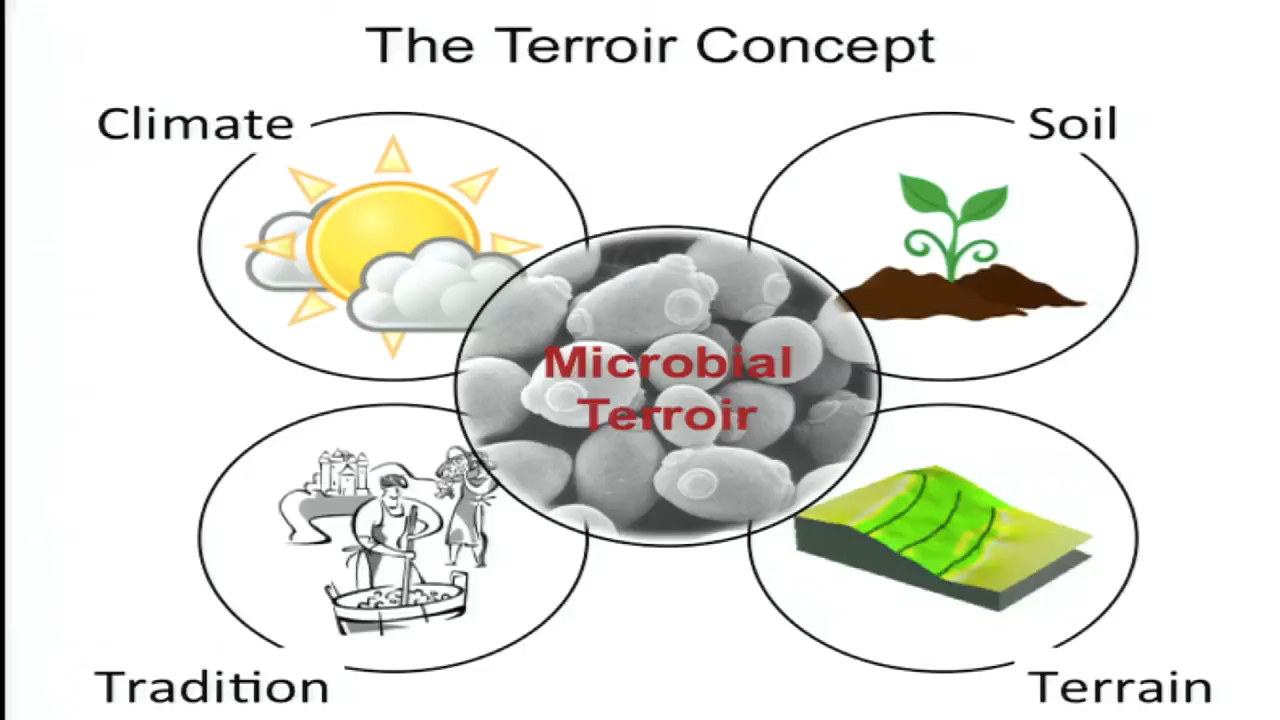 The Terroir Concept
Climate
Soil
Microbial
Terroir
Tradition
Terrain